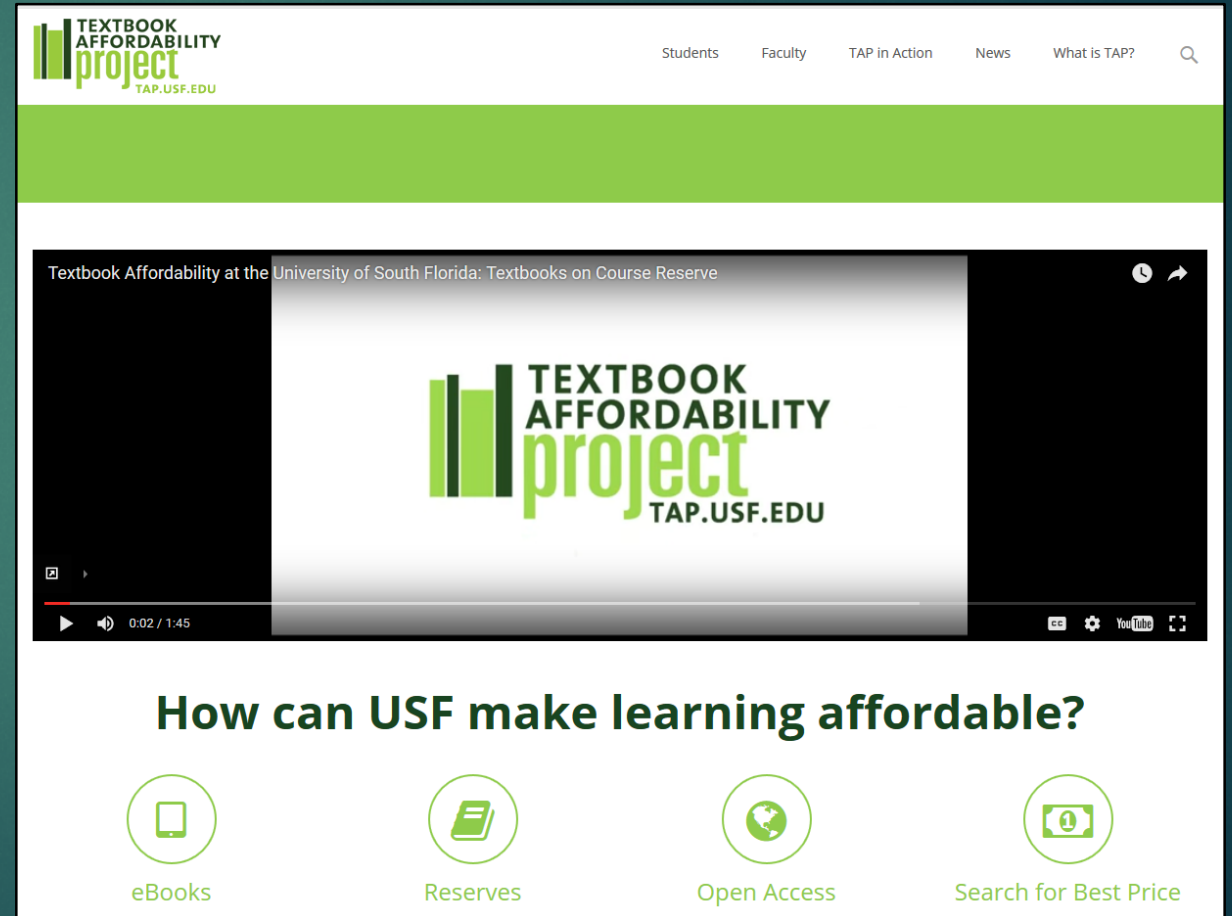 TEXTBOOK
AFFORDABILITY
project
TAP.USF.EDU
Students Faculty TAP in Action News What is TAP?
Textbook Affordability at the University of South Florida: Textbooks on Course Reserve
TEXTBOOK
AFFORDABILITY
project
TAP.USF.EDU
0:02 / 1:45
CC YouTube
How can USF make learning affordable?
1
eBooks Reserves Open Access Search for Best Price